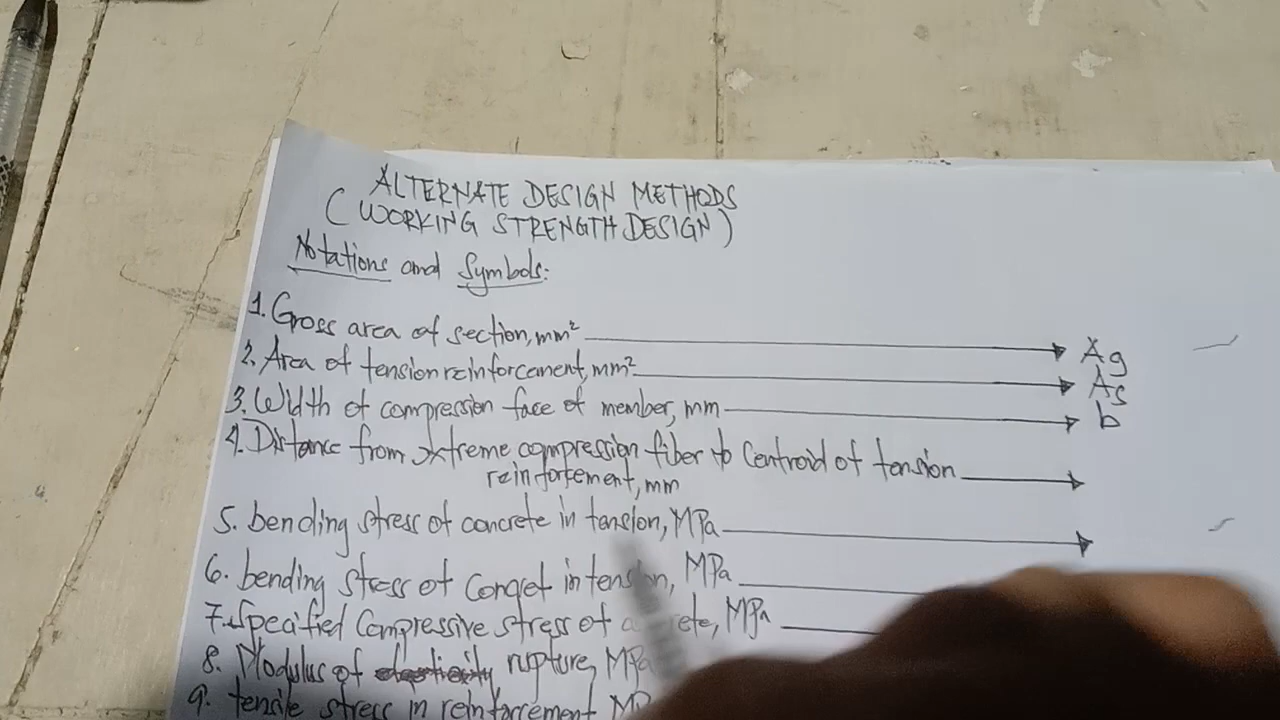 ALTERNATE DESIGN METHODS
(WORKING STRENGTH DESIGN)
Notations and Symbols:
1. Gross area of section, mm² Ag
2. Area of tension reinforcement, mm² As
3. Width of compression face of member, mm b
4. Distance from extreme compression fiber to Centroid of tension
reinforcement, mm
5. bending stress of concrete in tension, MPa
6. bending stress of in tension, MPa
7. Specified Compressive stress of MPa
8. Modulus of rupture, MPa
9. tensile stress in reinforcement